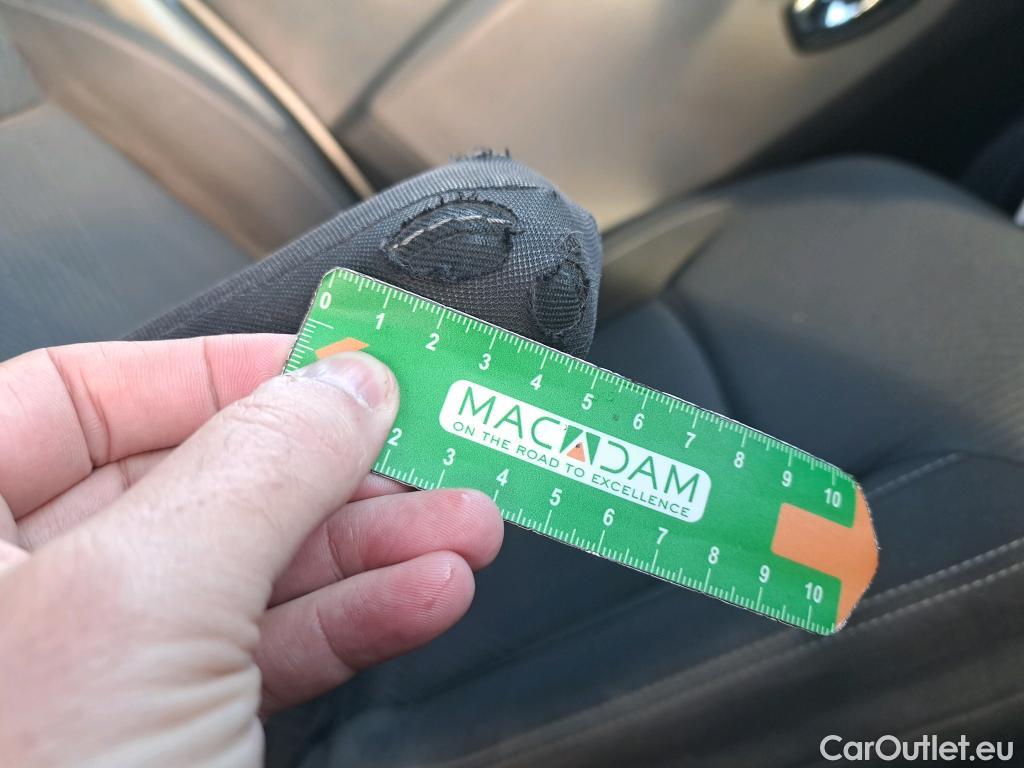 0 1 2 3 4 5 6 7 8 9 10
MACADAM
ON THE ROAD TO EXCELLENCE
2 3 4 5 6 7 8 9 10
CarOutlet.eu